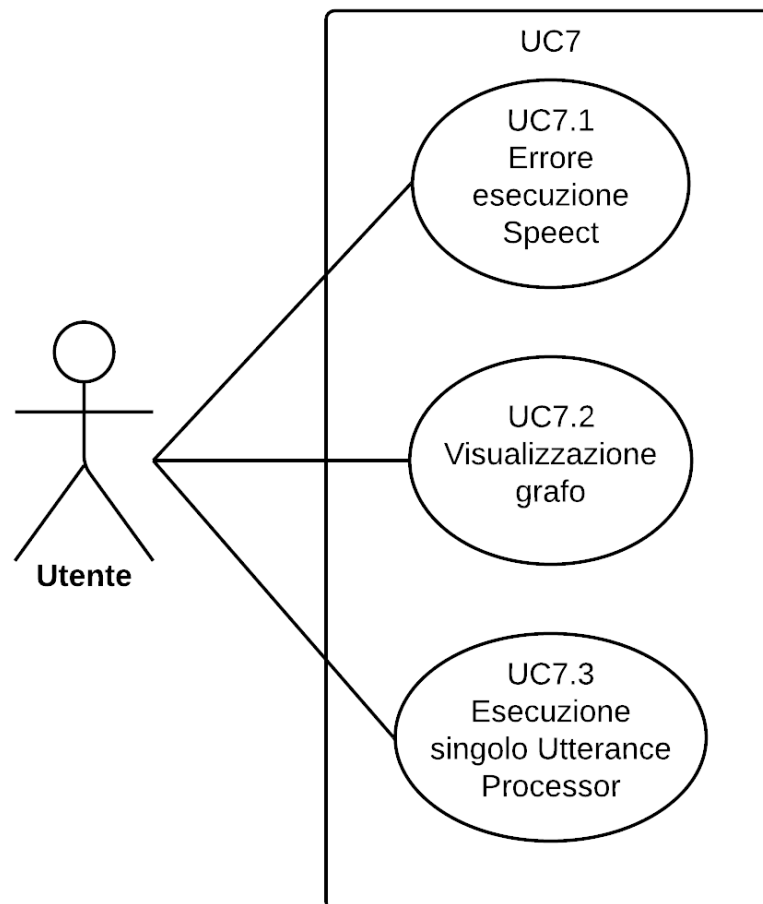 UC7
UC7.1
Errore
esecuzione
Speect
UC7.2
Visualizzazione
grafo
Utente
UC7.3
Esecuzione
singolo Utterance
Processor